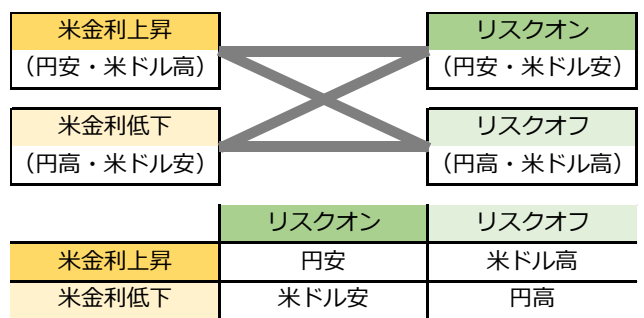 米金利上昇 リスクオン
（円安・米ドル高） （円安・米ドル安）
米金利低下 リスクオフ
（円高・米ドル安） （円高・米ドル高）
リスクオン リスクオフ
米金利上昇 円安 米ドル高
米金利低下 米ドル安 円高